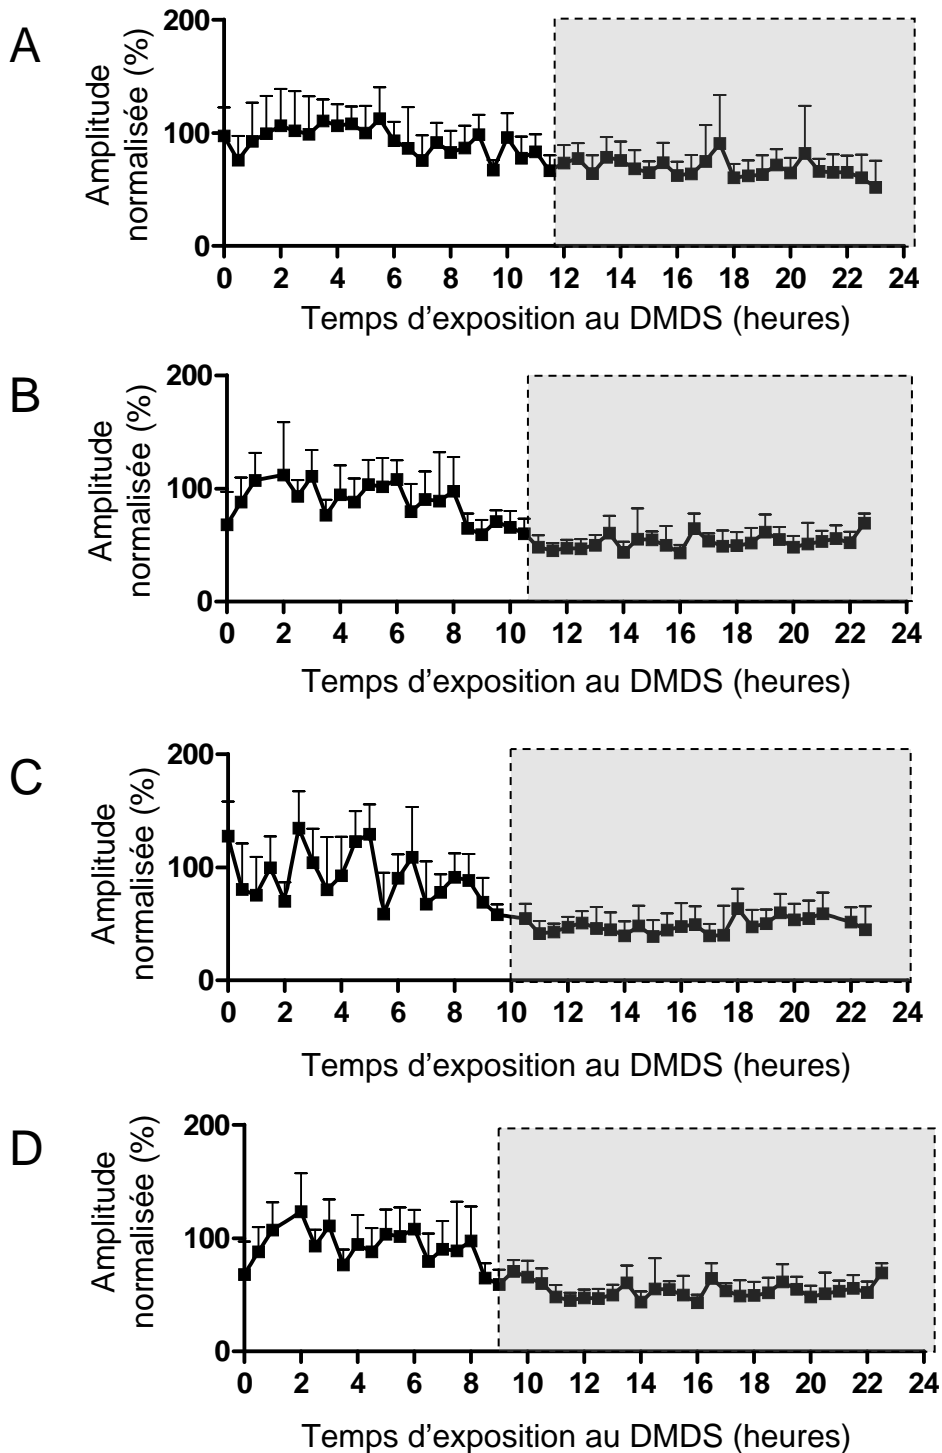 A
Amplitude
normalisée (%)
200
100
0
0 2 4 6 8 10 12 14 16 18 20 22 24
Temps d'exposition au DMDS (heures)
B
Amplitude
normalisée (%)
200
100
0
0 2 4 6 8 10 12 14 16 18 20 22 24
Temps d'exposition au DMDS (heures)
C
Amplitude
normalisée (%)
200
100
0
0 2 4 6 8 10 12 14 16 18 20 22 24
Temps d'exposition au DMDS (heures)
D
Amplitude
normalisée (%)
200
100
0
0 2 4 6 8 10 12 14 16 18 20 22 24
Temps d'exposition au DMDS (heures)